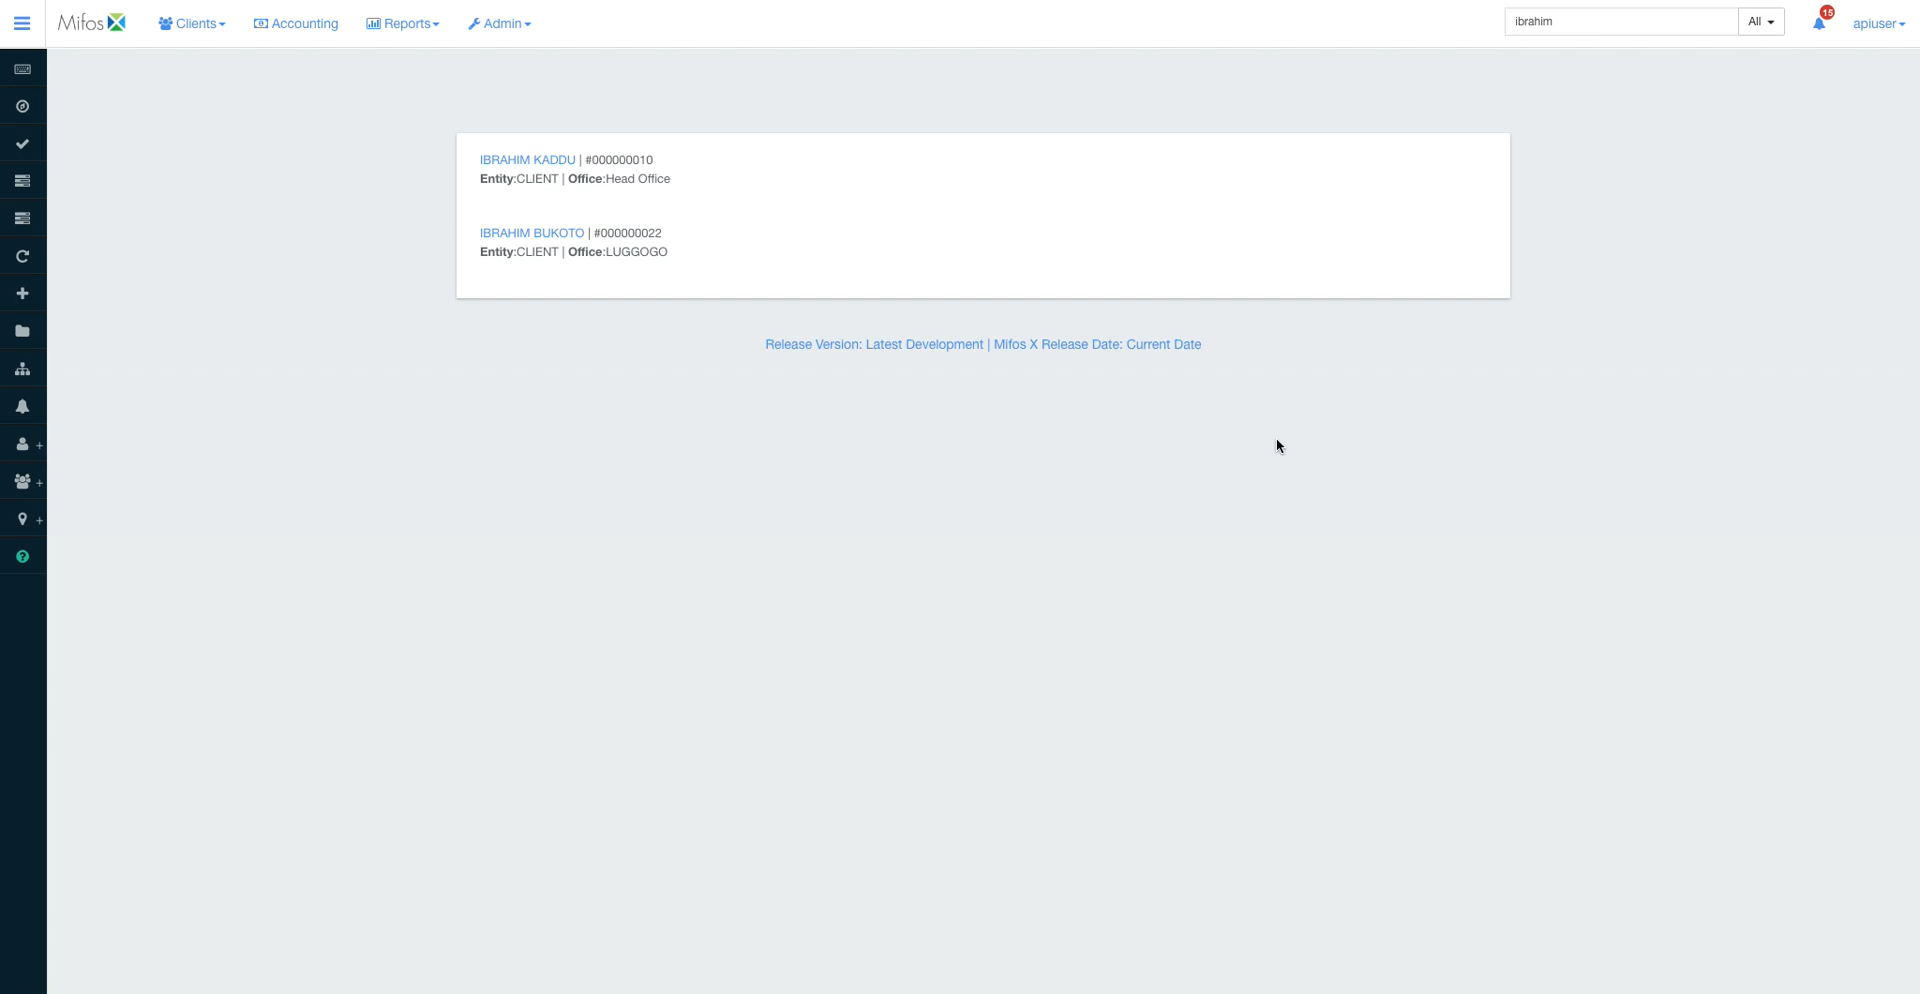 Mifos Clients Accounting Reports Admin ibrahim All 15 apiuser
IBRAHIM KADDU | #000000010
Entity:CLIENT | Office:Head Office
IBRAHIM BUKOTO | #000000022
Entity:CLIENT | Office:LUGGOGO
Release Version: Latest Development | Mifos X Release Date: Current Date